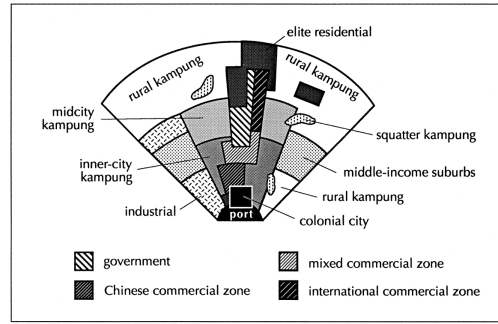 elite residential
rural kampung
rural kampung
midcity
kampung
squatter kampung
inner-city
kampung
middle-income suburbs
industrial
rural kampung
colonial city
port
government
mixed commercial zone
Chinese commercial zone
international commercial zone